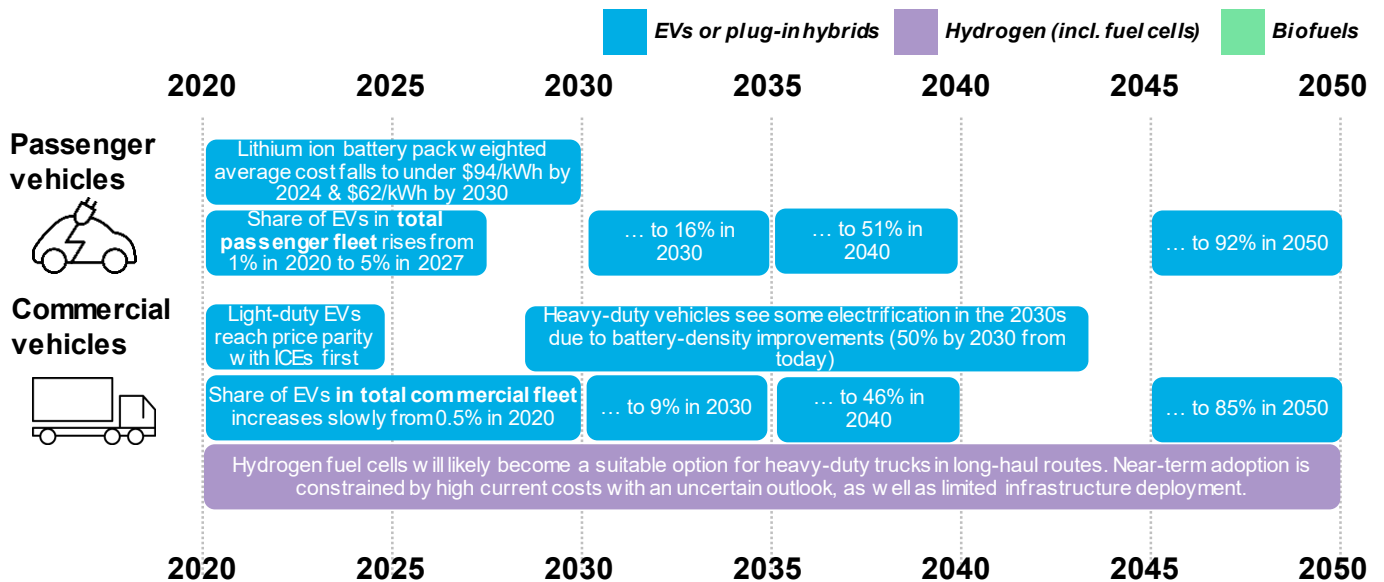 EVs or plug-in hybrids
Hydrogen (incl. fuel cells)
Biofuels
2020
2025
2030
2035
2040
2045
2050
Passenger
vehicles
Lithium ion battery pack weighted
average cost falls to under $94/kWh by
2024 & $62/kWh by 2030
Share of EVs in total
passenger fleet rises from
1% in 2020 to 5% in 2027
… to 16% in
2030
… to 51% in
2040
… to 92% in 2050
Commercial
vehicles
Light-duty EVs
reach price parity
with ICEs first
Heavy-duty vehicles see some electrification in the 2030s
due to battery-density improvements (50% by 2030 from
today)
Share of EVs in total commercial fleet
increases slowly from 0.5% in 2020
… to 9% in 2030
… to 46% in
2040
… to 85% in 2050
Hydrogen fuel cells will likely become a suitable option for heavy-duty trucks in long-haul routes. Near-term adoption is
constrained by high current costs with an uncertain outlook, as well as limited infrastructure deployment.
2020
2025
2030
2035
2040
2045
2050